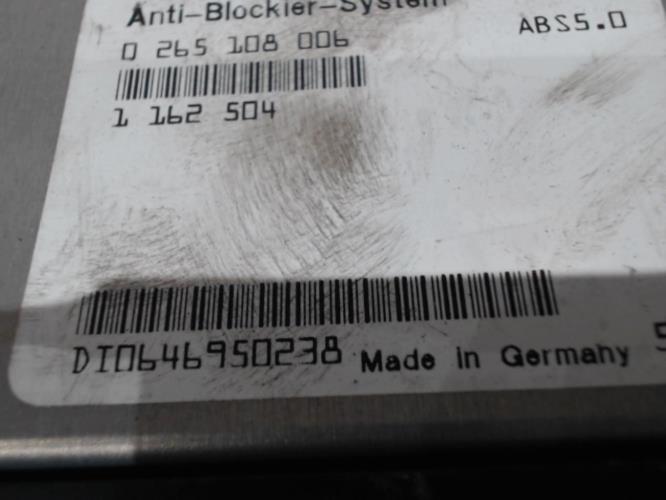 Anti-Blockier-System
0 265 108 006
ABS5.0
1 162 504
DI0646950238 Made in Germany